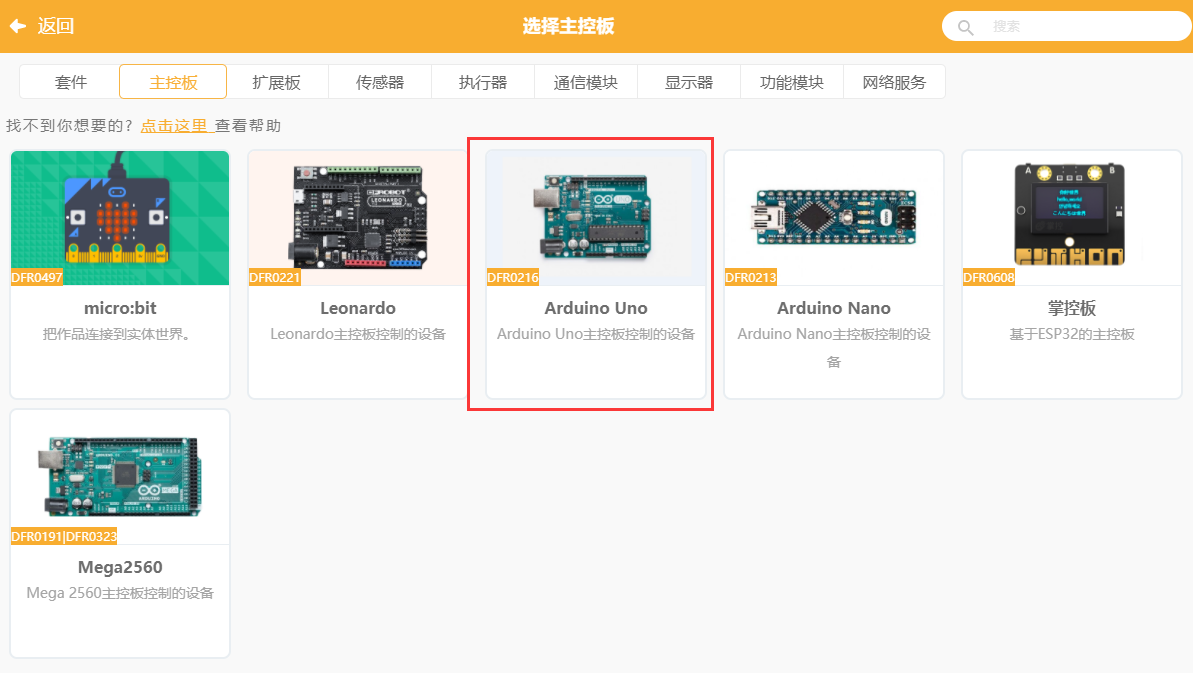 返回
选择主控板
搜索
套件
主控板
扩展板
传感器
执行器
通信模块
显示器
功能模块
网络服务
找不到你想要的? 点击这里 查看帮助
DFR0497
micro:bit
把作品连接到实体世界。
DFROBOT
LEONARDO
DFR0221
Leonardo
Leonardo主控板控制的设备
DFR0216
Arduino Uno
Arduino Uno主控板控制的设备
DFR0213
Arduino Nano
Arduino Nano主控板控制的设
备
A
B
hello,world
DFR0608
掌控板
基于ESP32的主控板
DFR0191|DFR0323
Mega2560
Mega 2560主控板控制的设备